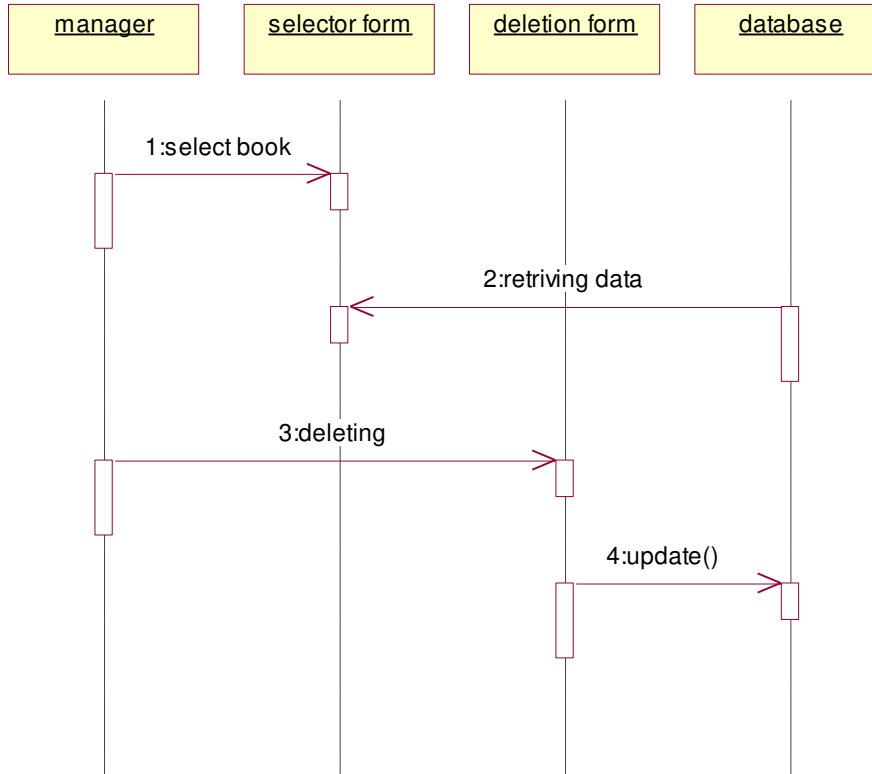 manager
selector form
deletion form
database
1:select book
2:retriving data
3:deleting
4:update()